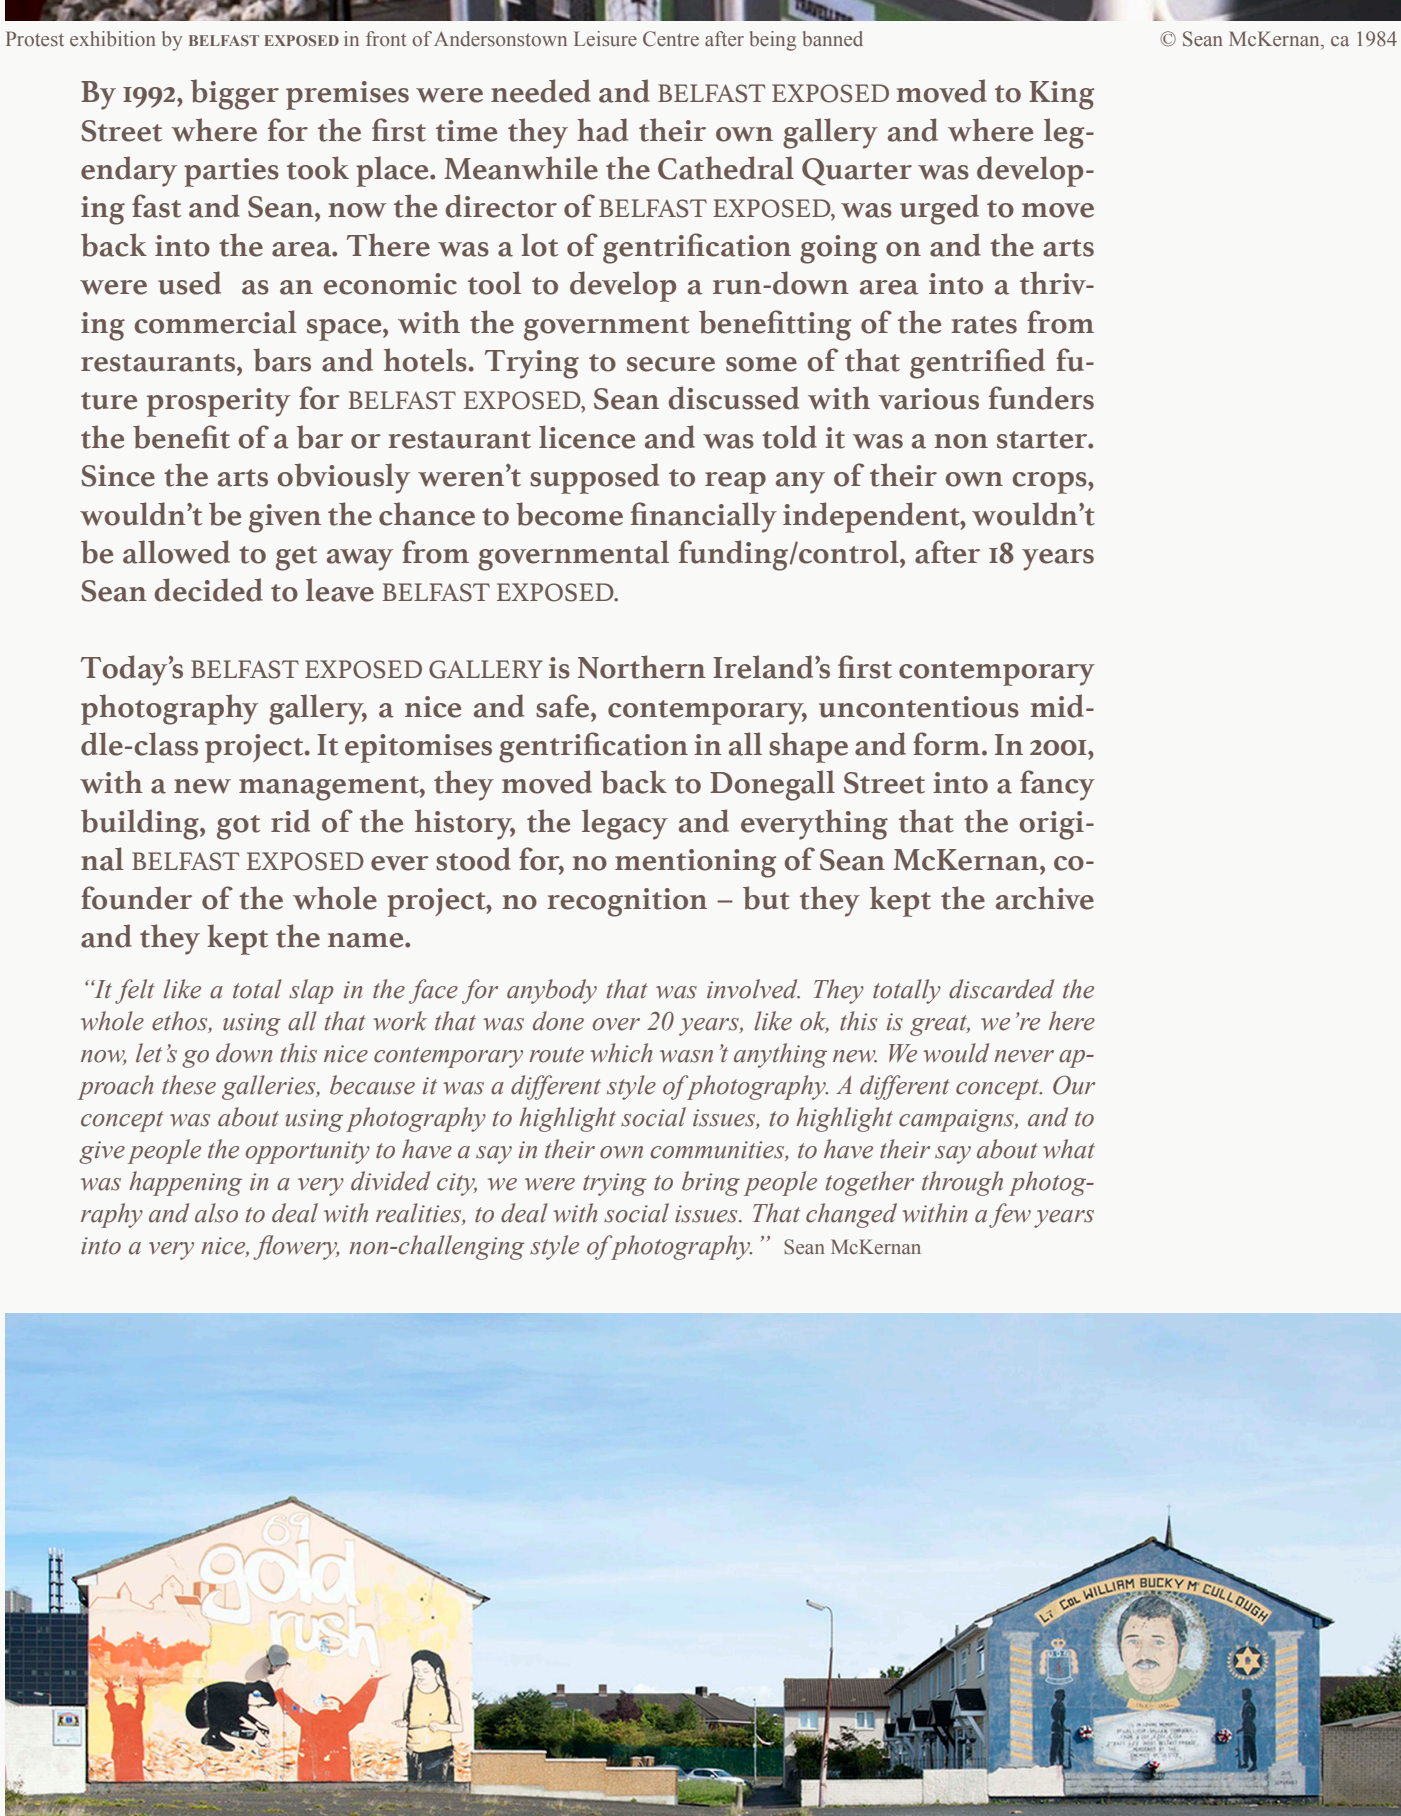 TRAVELLERS
Protest exhibition by BELFAST EXPOSED in front of Andersonstown Leisure Centre after being banned
© Sean McKernan, ca 1984
By 1992, bigger premises were needed and BELFAST EXPOSED moved to King
Street where for the first time they had their own gallery and where leg-
endary parties took place. Meanwhile the Cathedral Quarter was develop-
ing fast and Sean, now the director of BELFAST EXPOSED, was urged to move
back into the area. There was a lot of gentrification going on and the arts
were used  as an economic tool to develop a run-down area into a thriv-
ing commercial space, with the government benefitting of the rates from
restaurants, bars and hotels. Trying to secure some of that gentrified fu-
ture prosperity for BELFAST EXPOSED, Sean discussed with various funders
the benefit of a bar or restaurant licence and was told it was a non starter.
Since the arts obviously weren’t supposed to reap any of their own crops,
wouldn’t be given the chance to become financially independent, wouldn’t
be allowed to get away from governmental funding/control, after 18 years
Sean decided to leave BELFAST EXPOSED.
Today’s BELFAST EXPOSED GALLERY is Northern Ireland’s first contemporary
photography gallery, a nice and safe, contemporary, uncontentious mid-
dle-class project. It epitomises gentrification in all shape and form. In 2001,
with a new management, they moved back to Donegall Street into a fancy
building, got rid of the history, the legacy and everything that the origi-
nal BELFAST EXPOSED ever stood for, no mentioning of Sean McKernan, co-
founder of the whole project, no recognition – but they kept the archive
and they kept the name.
“It felt like a total slap in the face for anybody that was involved. They totally discarded the
whole ethos, using all that work that was done over 20 years, like ok, this is great, we’re here
now, let’s go down this nice contemporary route which wasn’t anything new. We would never ap-
proach these galleries, because it was a different style of photography. A different concept. Our
concept was about using photography to highlight social issues, to highlight campaigns, and to
give people the opportunity to have a say in their own communities, to have their say about what
was happening in a very divided city, we were trying to bring people together through photog-
raphy and also to deal with realities, to deal with social issues. That changed within a few years
into a very nice, flowery, non-challenging style of photography.” Sean McKernan
69
gold
rush
LT COL WILLIAM BUCKY MCCULLOUGH
IN LOVING MEMORY